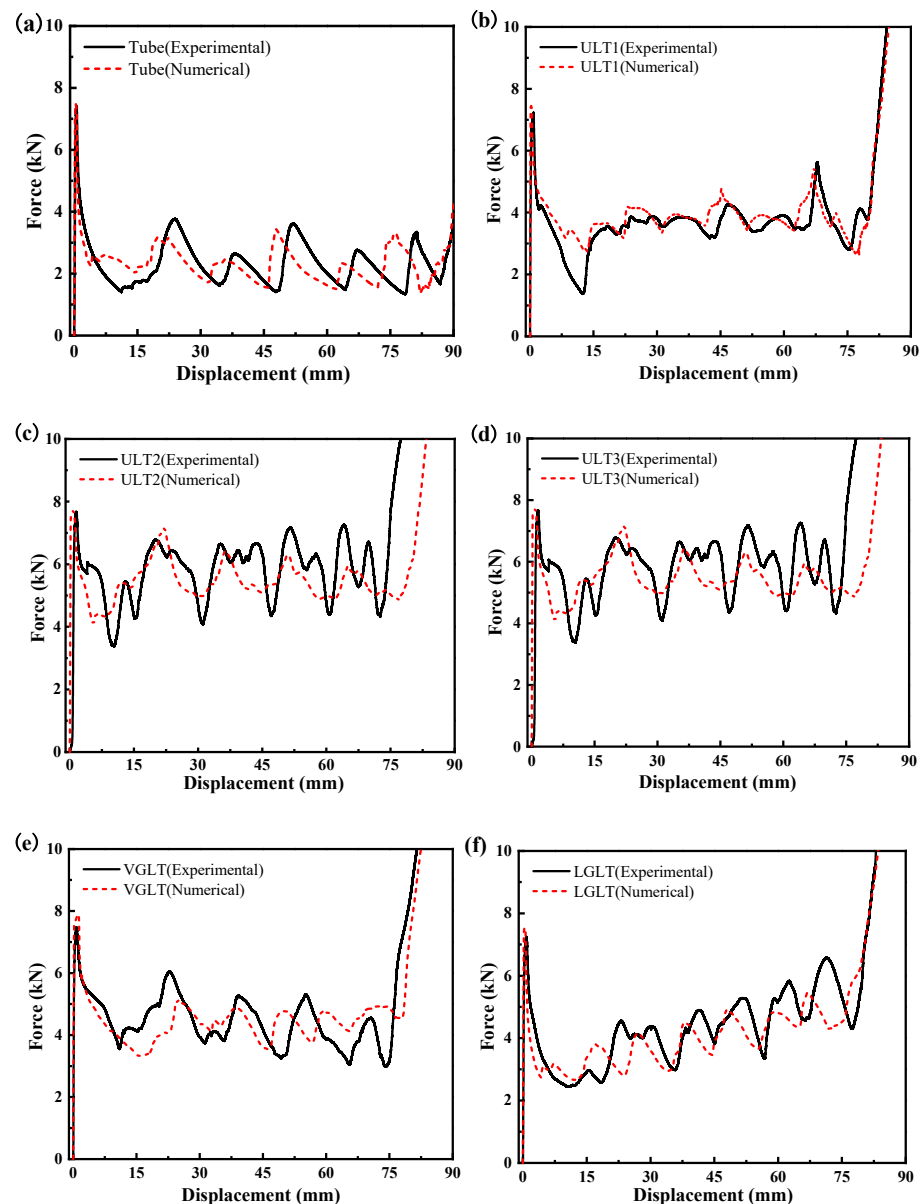 (a)
Tube(Experimental)
Tube(Numerical)
10
8
6
4
2
0
Force (kN)
0 15 30 45 60 75 90
Displacement (mm)
(b)
ULT1(Experimental)
ULT1(Numerical)
10
8
6
4
2
0
Force (kN)
0 15 30 45 60 75 90
Displacement (mm)
(c)
ULT2(Experimental)
ULT2(Numerical)
10
8
6
4
2
0
Force (kN)
0 15 30 45 60 75 90
Displacement (mm)
(d)
ULT3(Experimental)
ULT3(Numerical)
10
8
6
4
2
0
Force (kN)
0 15 30 45 60 75 90
Displacement (mm)
(e)
VGLT(Experimental)
VGLT(Numerical)
10
8
6
4
2
0
Force (kN)
0 15 30 45 60 75 90
Displacement (mm)
(f)
LGLT(Experimental)
LGLT(Numerical)
10
8
6
4
2
0
Force (kN)
0 15 30 45 60 75 90
Displacement (mm)